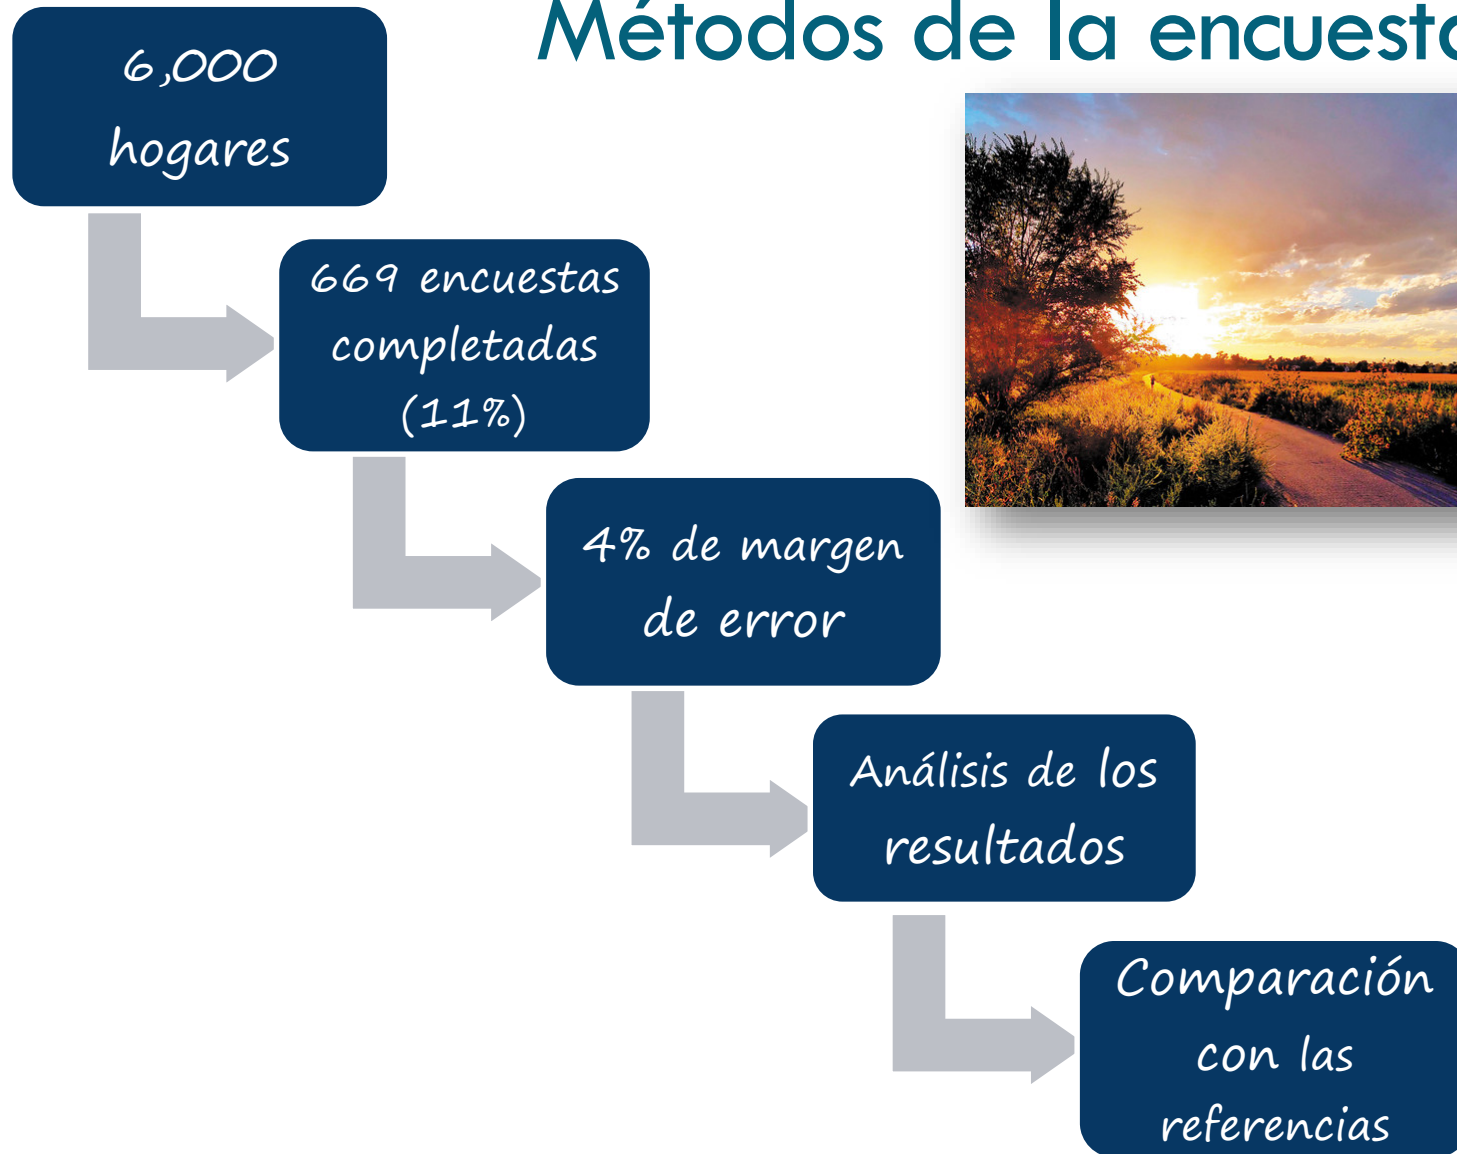 Métodos de la encuesta
6,000
hogares
669 encuestas
completadas
(11%)
4% de margen
de error
Análisis de los
resultados
Comparación
con las
referencias